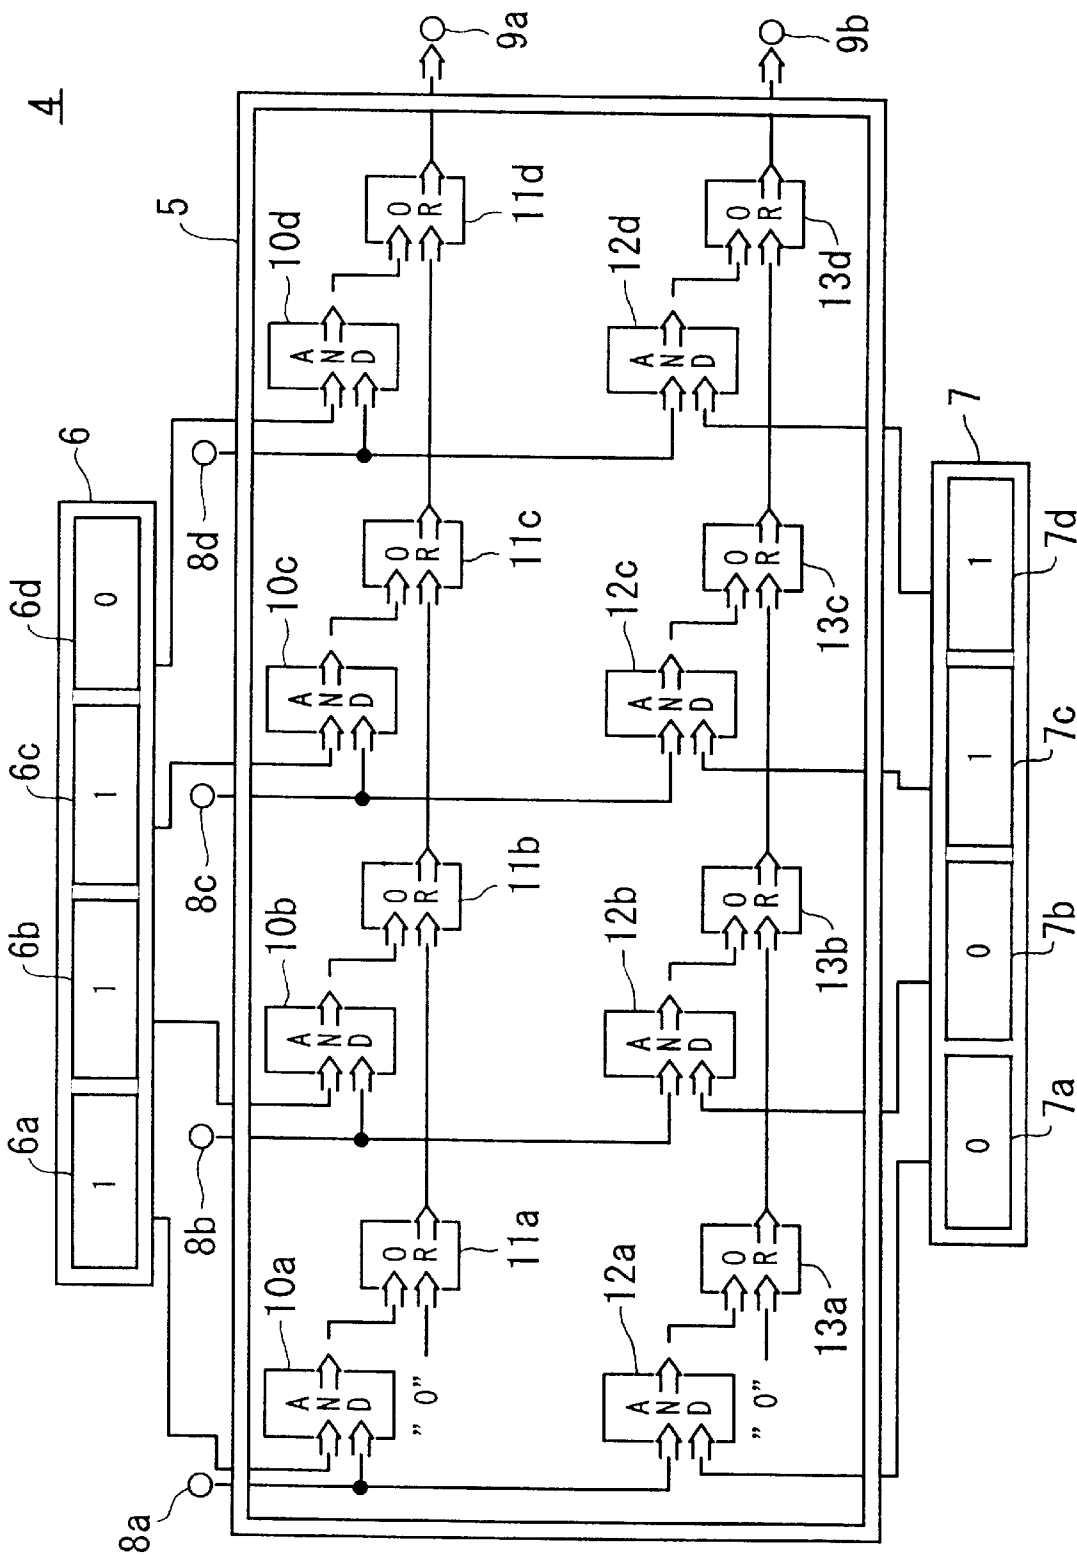 4
5
6
6a
6b
6c
6d
1
1
1
0
8a
8b
8c
8d
10a
10b
10c
10d
AND
AND
AND
AND
11a
11b
11c
11d
OR
OR
OR
OR
" 0"
9a
12a
12b
12c
12d
AND
AND
AND
AND
13a
13b
13c
13d
OR
OR
OR
OR
" 0"
9b
7
0
0
1
1
7a
7b
7c
7d